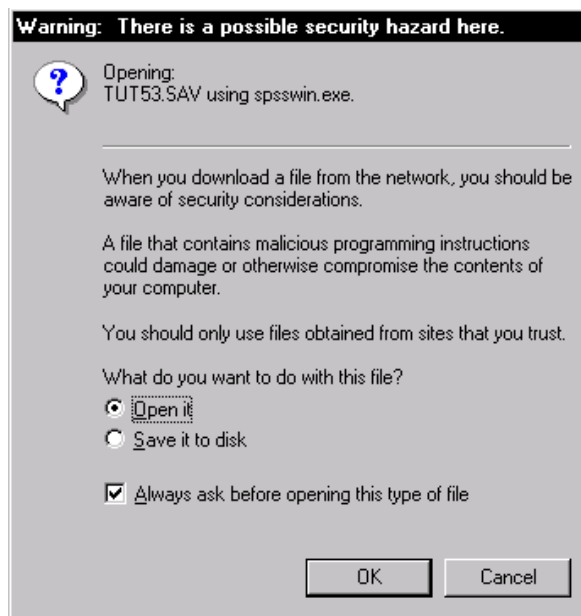 Warning: There is a possible security hazard here.
Opening:
TUT53.SAV using spsswin.exe.
When you download a file from the network, you should be
aware of security considerations.
A file that contains malicious programming instructions
could damage or otherwise compromise the contents of
your computer.
You should only use files obtained from sites that you trust.
What do you want to do with this file?
Open it
Save it to disk
Always ask before opening this type of file
OK Cancel